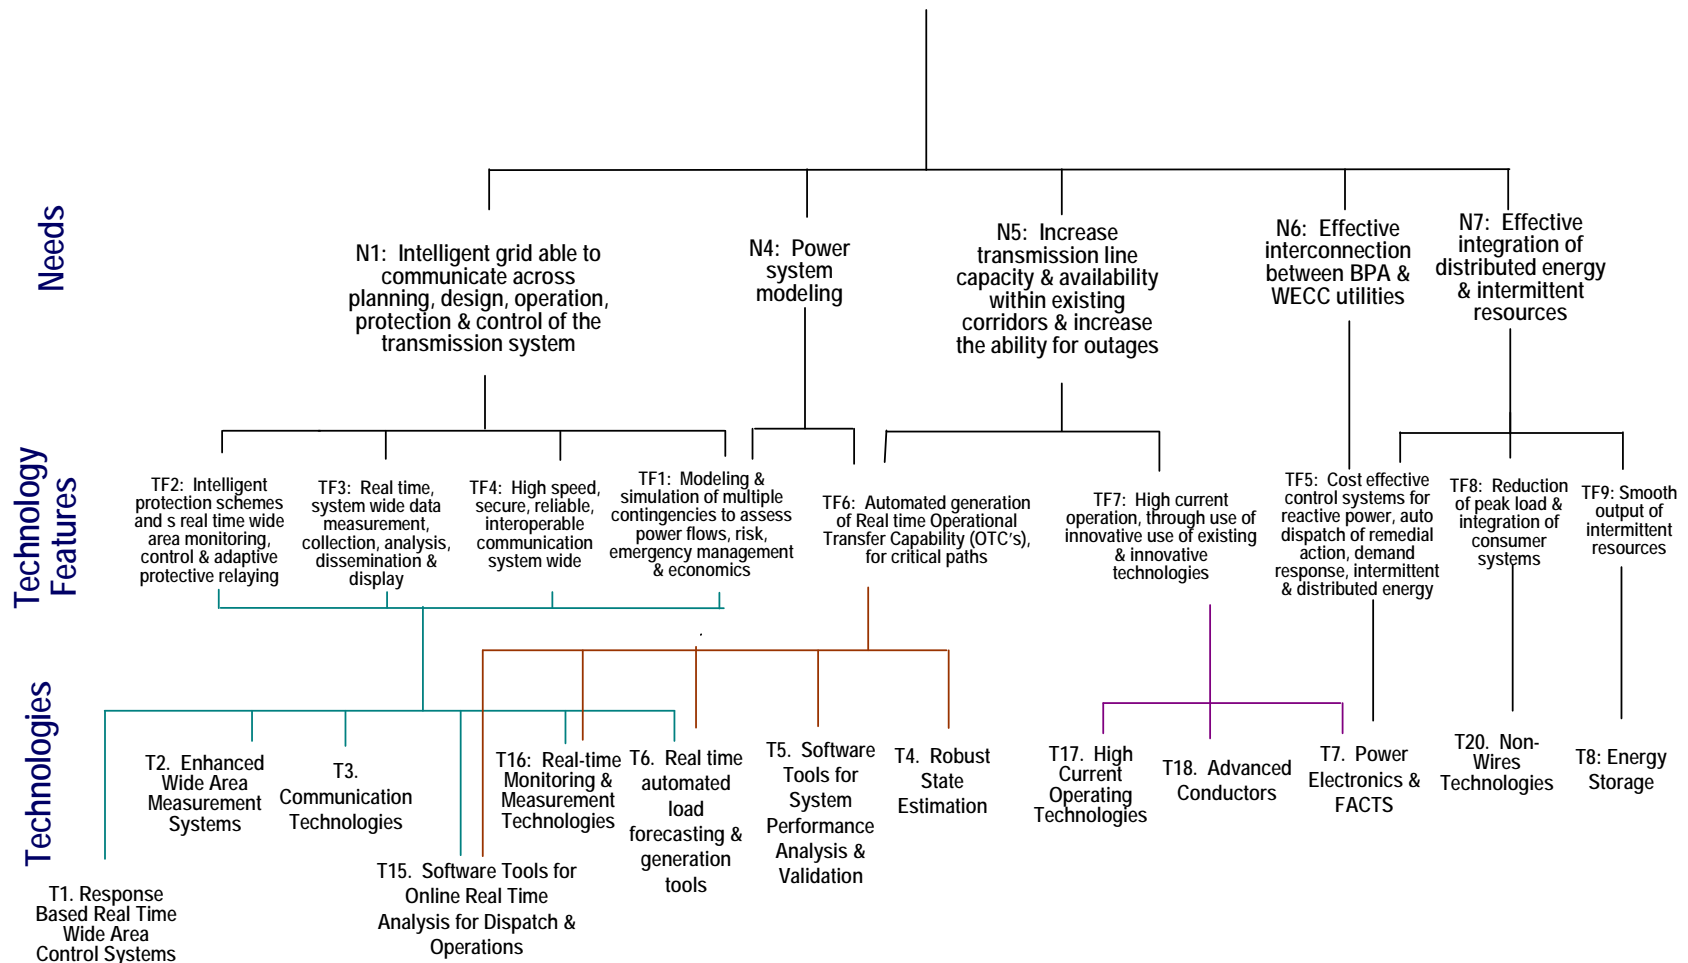 Needs
N1: Intelligent grid able to
communicate across
planning, design, operation,
protection & control of the
transmission system
N4: Power
system
modeling
N5: Increase
transmission line
capacity & availability
within existing
corridors & increase
the ability for outages
N6: Effective
interconnection
between BPA &
WECC utilities
N7: Effective
integration of
distributed energy
& intermittent
resources
Technology
Features
TF2: Intelligent
protection schemes
and s real time wide
area monitoring,
control & adaptive
protective relaying
TF3: Real time,
system wide data
measurement,
collection, analysis,
dissemination &
display
TF4: High speed,
secure, reliable,
interoperable
communication
system wide
TF1: Modeling &
simulation of multiple
contingencies to assess
power flows, risk,
emergency management
& economics
TF6: Automated generation
of Real time Operational
Transfer Capability (OTC's),
for critical paths
TF7: High current
operation, through use of
innovative use of existing
& innovative
technologies
TF5: Cost effective
control systems for
reactive power, auto
dispatch of remedial
action, demand
response, intermittent
& distributed energy
TF8: Reduction
of peak load &
integration of
consumer
systems
TF9: Smooth
output of
intermittent
resources
Technologies
T1. Response
Based Real Time
Wide Area
Control Systems
T2. Enhanced
Wide Area
Measurement
Systems
T3.
Communication
Technologies
T15. Software Tools for
Online Real Time
Analysis for Dispatch &
Operations
T16: Real-time
Monitoring &
Measurement
Technologies
T6. Real time
automated
load
forecasting &
generation
tools
T5. Software
Tools for
System
Performance
Analysis &
Validation
T4. Robust
State
Estimation
T17. High
Current
Operating
Technologies
T18. Advanced
Conductors
T7. Power
Electronics &
FACTS
T20. Non-
Wires
Technologies
T8: Energy
Storage